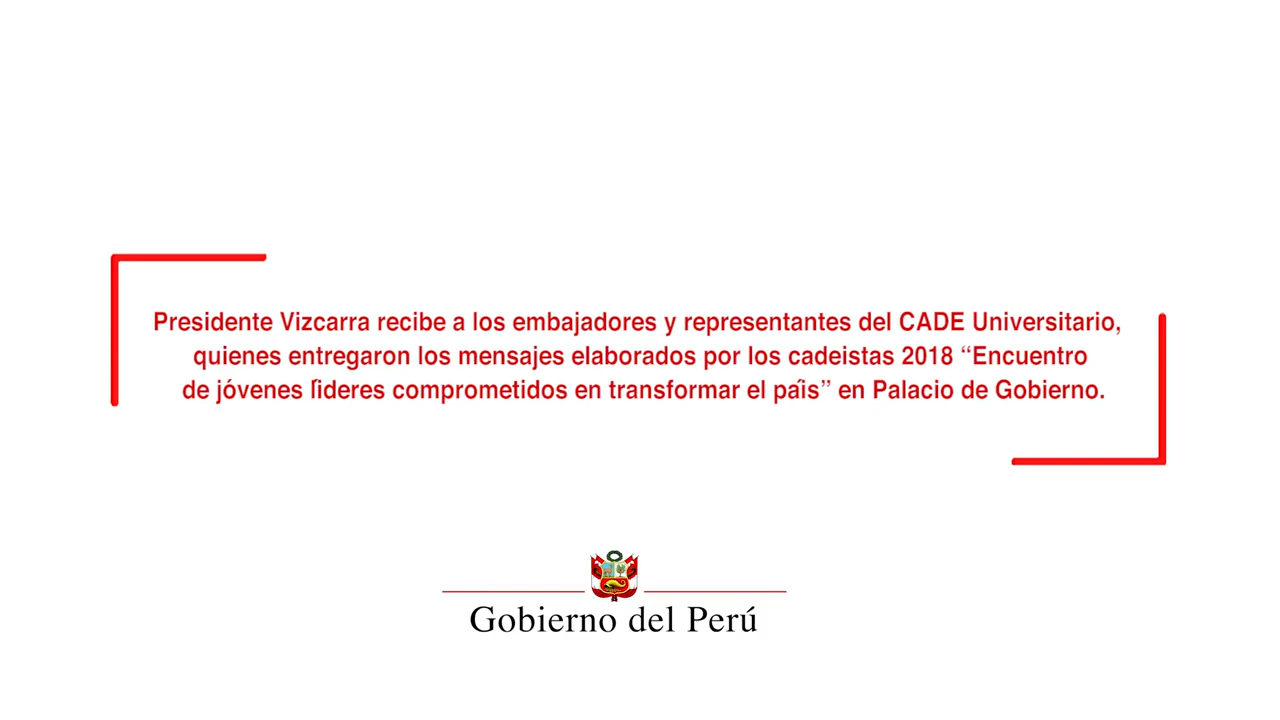 Presidente Vizcarra recibe a los embajadores y representantes del CADE Universitario,
quienes entregaron los mensajes elaborados por los cadeistas 2018 “Encuentro
de jóvenes líderes comprometidos en transformar el país” en Palacio de Gobierno.
Gobierno del Perú